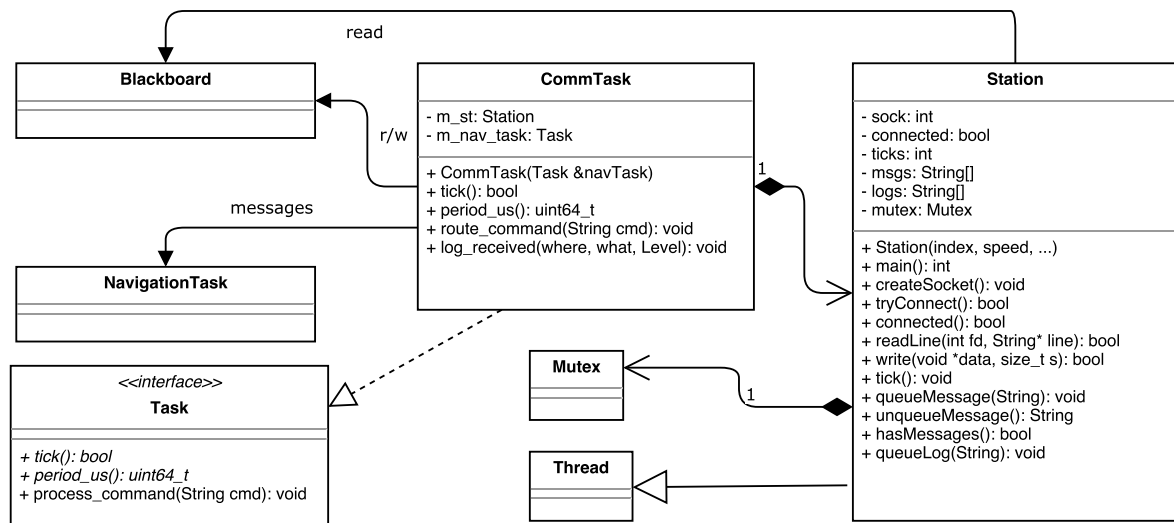 read
Blackboard
r/w
messages
NavigationTask
<<interface>>
Task
+ tick(): bool
+ period_us(): uint64_t
+ process_command(String cmd): void
CommTask
- m_st: Station
- m_nav_task: Task
+ CommTask(Task &navTask)
+ tick(): bool
+ period_us(): uint64_t
+ route_command(String cmd): void
+ log_received(where, what, Level): void
1
Mutex
1
Thread
Station
- sock: int
- connected: bool
- ticks: int
- msgs: String[]
- logs: String[]
- mutex: Mutex
+ Station(index, speed, ...)
+ main(): int
+ createSocket(): void
+ tryConnect(): bool
+ connected(): bool
+ readLine(int fd, String* line): bool
+ write(void *data, size_t s): bool
+ tick(): void
+ queueMessage(String): void
+ unqueueMessage(): String
+ hasMessages(): bool
+ queueLog(String): void